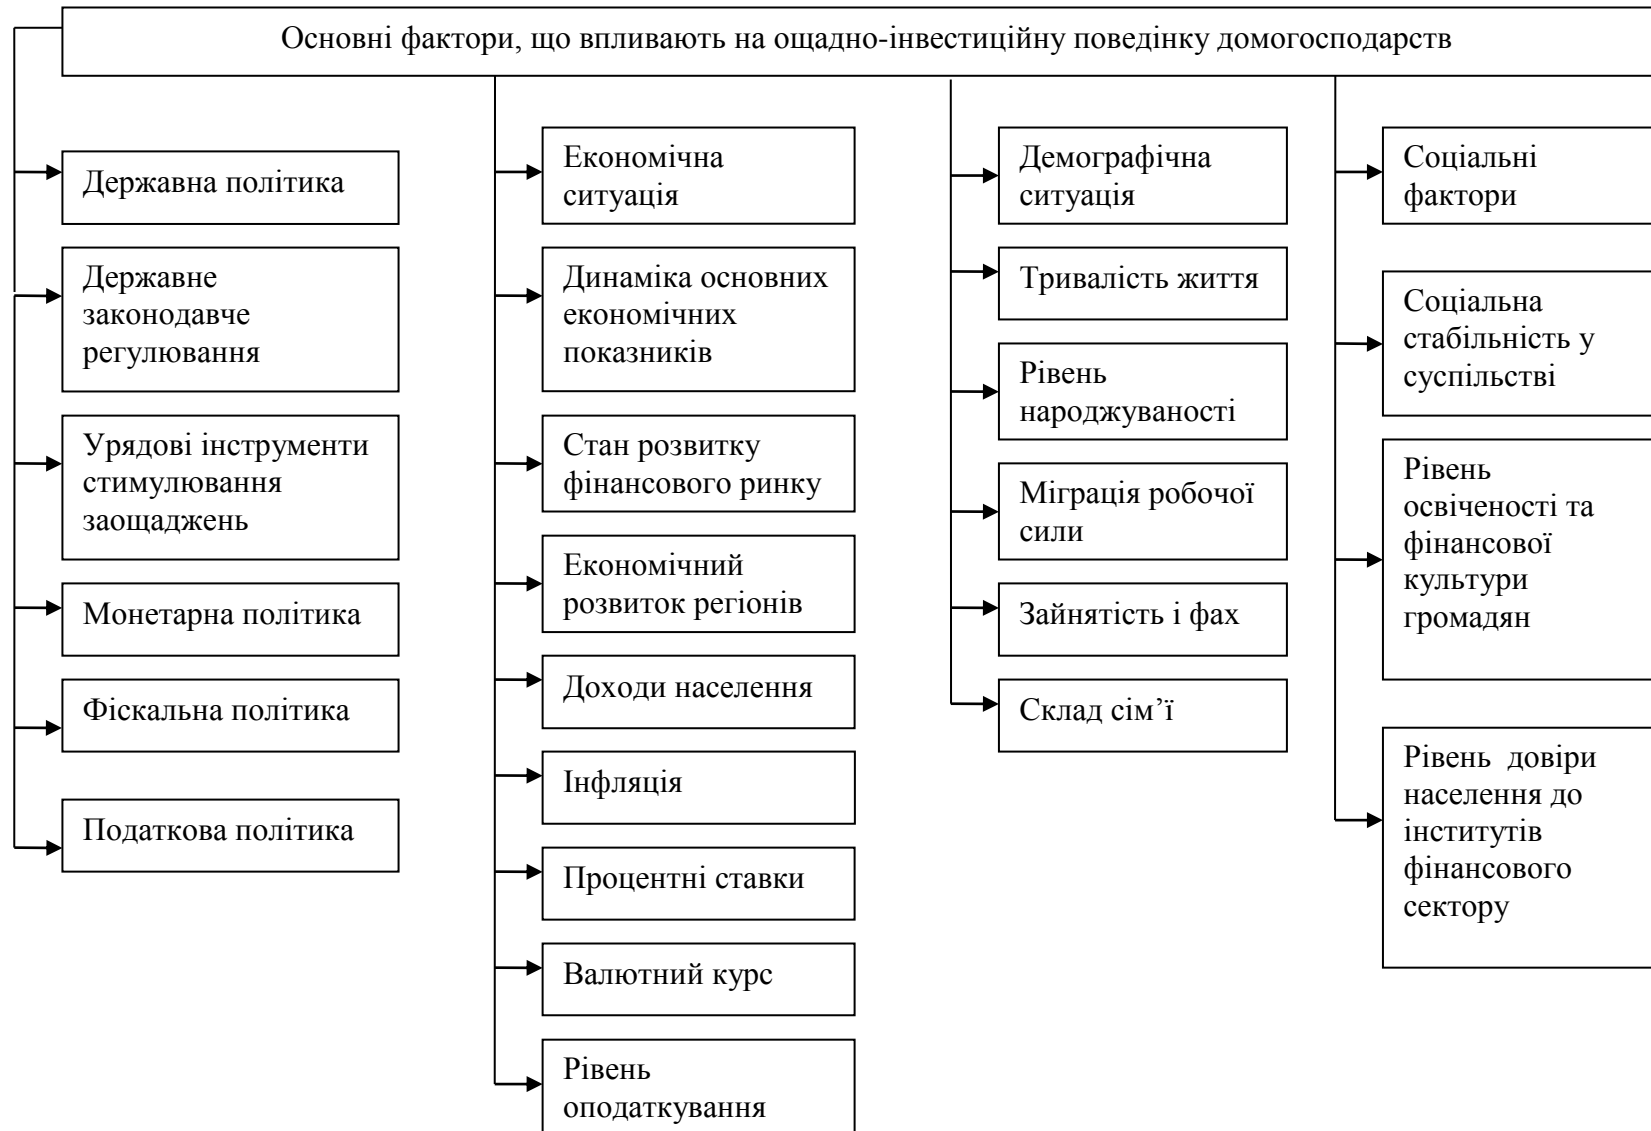 Основні фактори, що впливають на ощадно-інвестиційну поведінку домогосподарств
Державна політика
Державне
законодавче
регулювання
Урядові інструменти
стимулювання
заощаджень
Монетарна політика
Фіскальна політика
Податкова політика
Економічна
ситуація
Динаміка основних
економічних
показників
Стан розвитку
фінансового ринку
Економічний
розвиток регіонів
Доходи населення
Інфляція
Процентні ставки
Валютний курс
Рівень
оподаткування
Демографічна
ситуація
Тривалість життя
Рівень
народжуваності
Міграція робочої
сили
Зайнятість і фах
Склад сім’ї
Соціальні
фактори
Соціальна
стабільність у
суспільстві
Рівень
освіченості та
фінансової
культури
громадян
Рівень довіри
населення до
інститутів
фінансового
сектору